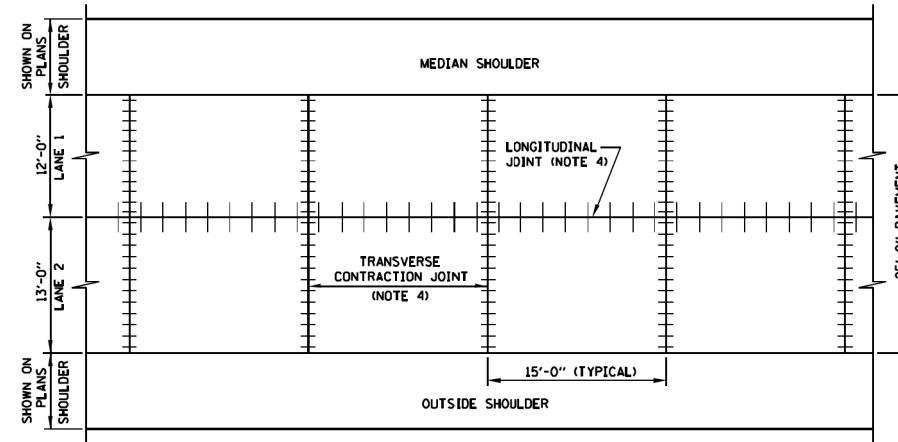 SHOWN ON
PLANS
SHOULDER
MEDIAN SHOULDER
12'-0"
LANE 1
LONGITUDINAL
JOINT (NOTE 4)
13'-0"
LANE 2
TRANSVERSE
CONTRACTION JOINT
(NOTE 4)
15'-0" (TYPICAL)
SHOWN ON
PLANS
SHOULDER
OUTSIDE SHOULDER